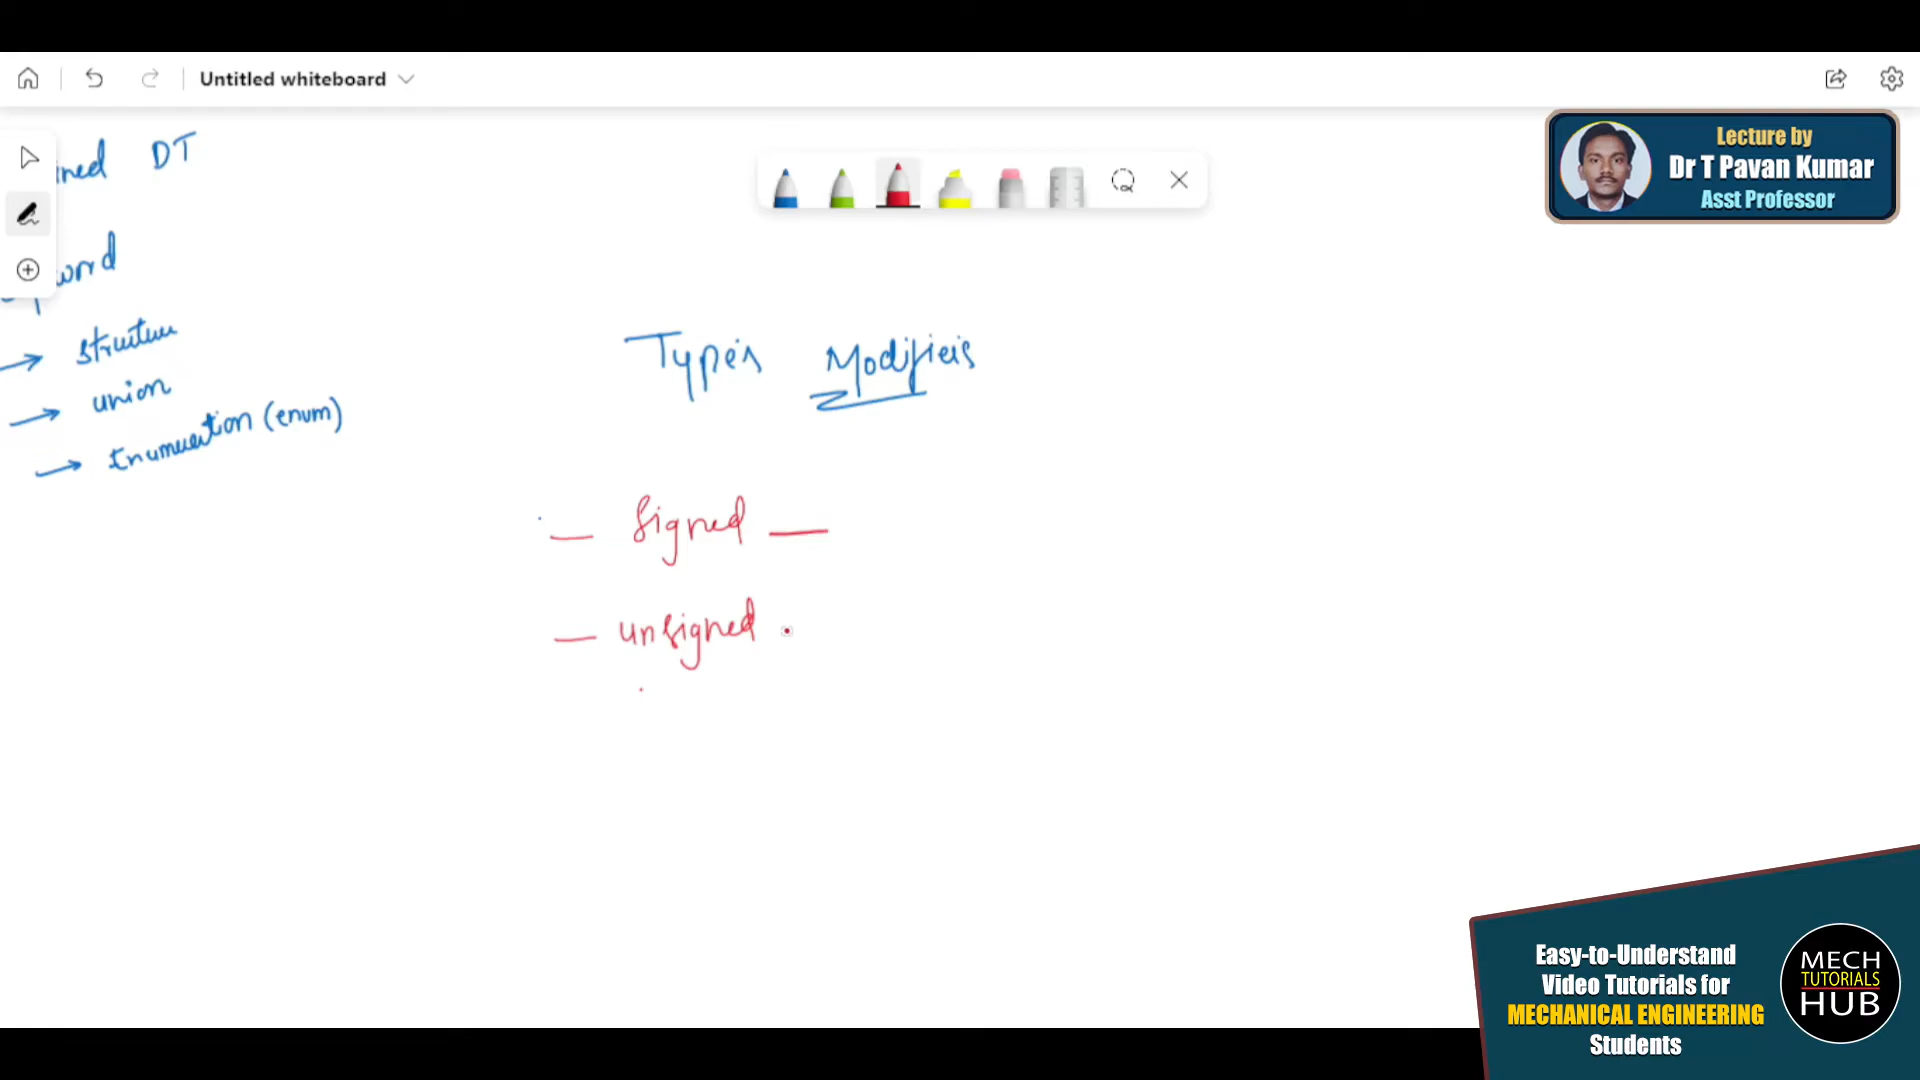 Untitled whiteboard
Lecture by
Dr T Pavan Kumar
Asst Professor
ined DT
word
→ structure
→ union
→ Enumeration (enum)
Types Modifiers
— Signed —
— unsigned
Easy-to-Understand
Video Tutorials for
MECHANICAL ENGINEERING
Students
MECH
TUTORIALS
HUB